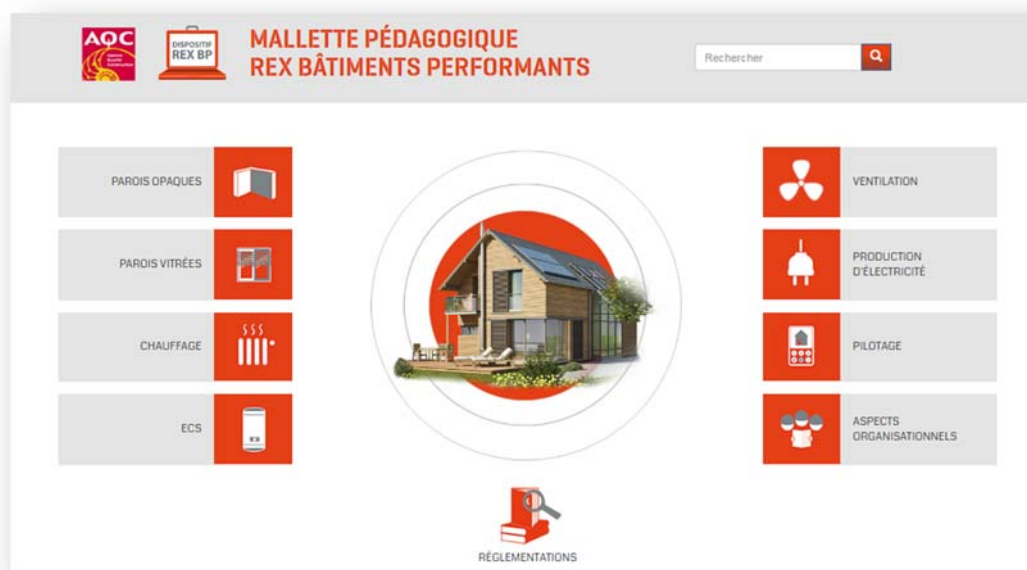 AQC
DISPOSITIF
REX BP
MALLETTE PÉDAGOGIQUE
REX BÂTIMENTS PERFORMANTS
Rechercher
PAROIS OPAQUES
PAROIS VITRÉES
CHAUFFAGE
ECS
VENTILATION
PRODUCTION
D'ÉLECTRICITÉ
PILOTAGE
ASPECTS
ORGANISATIONNELS
RÉGLEMENTATIONS